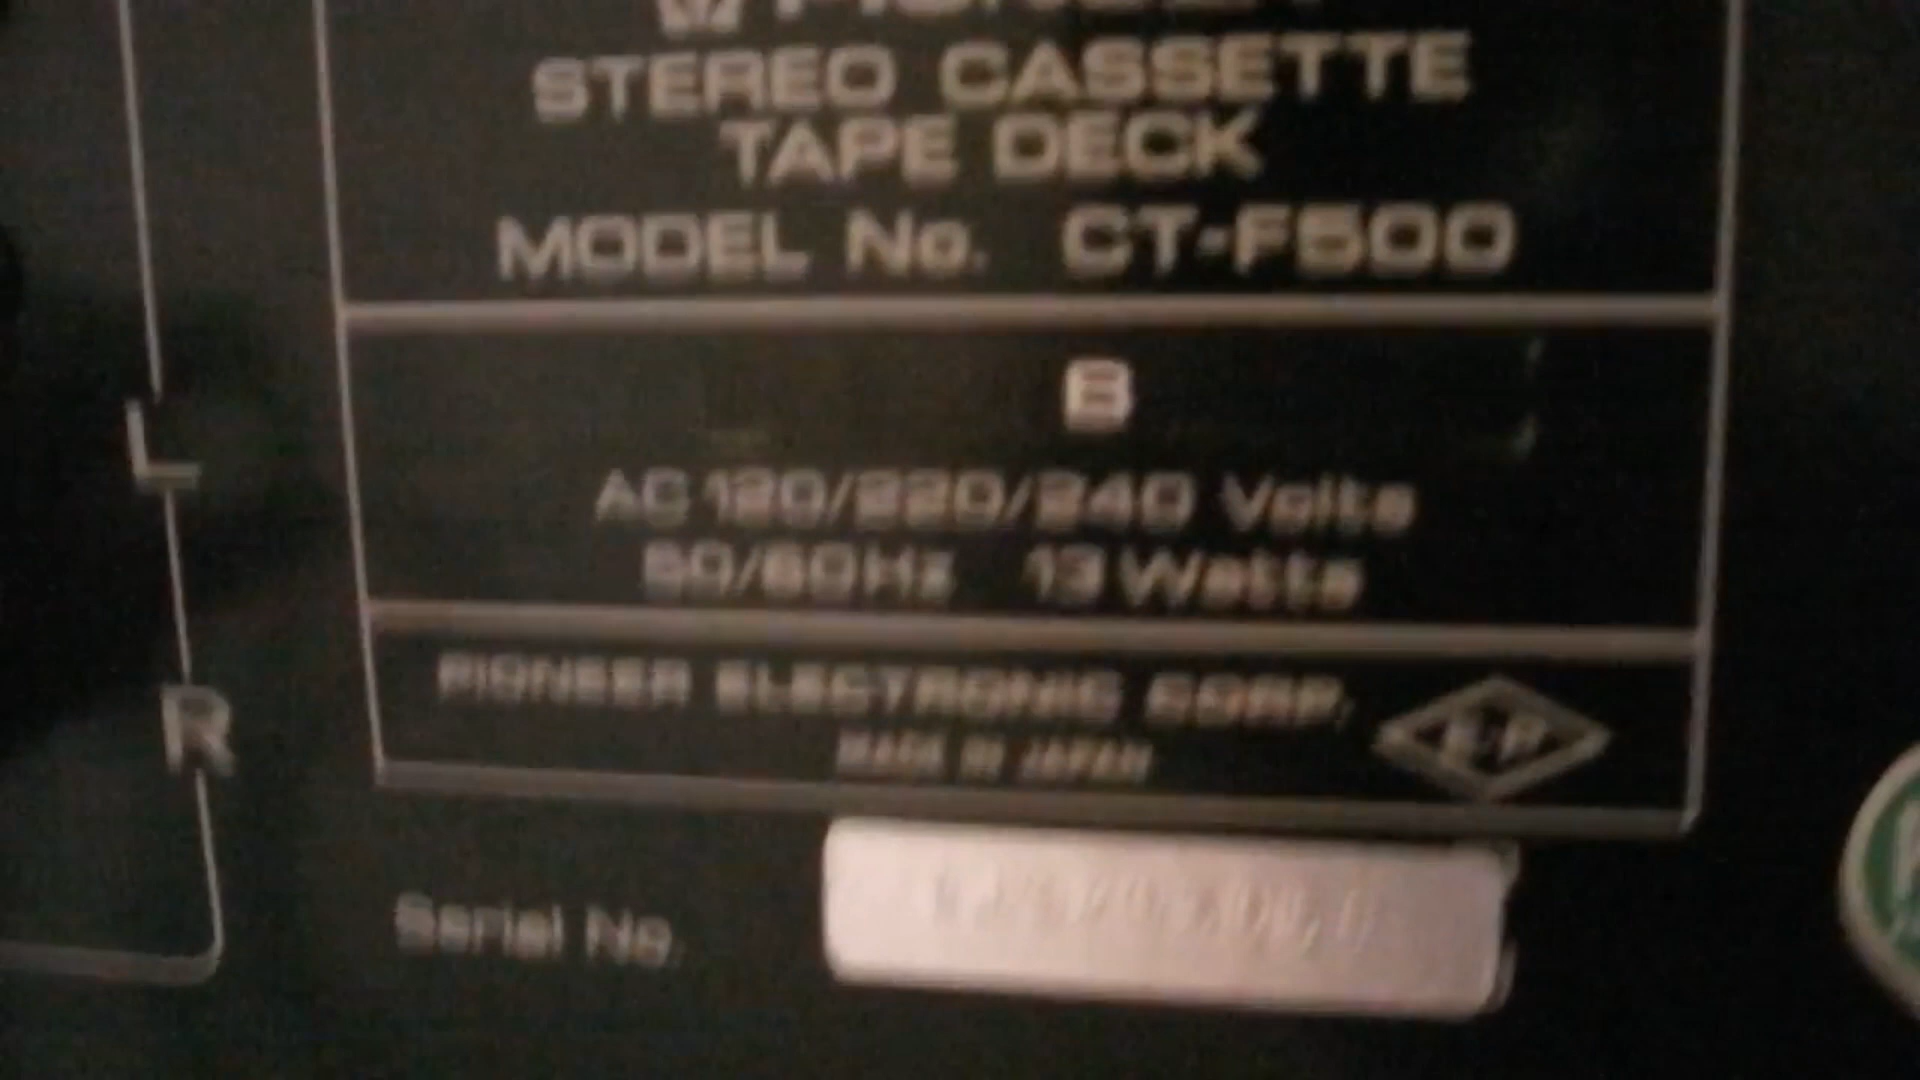 PIONEER
STEREO CASSETTE
TAPE DECK
MODEL No. CT-F500
B
AC 120/220/240 Volts
50/60Hz 13 Watts
PIONEER ELECTRONIC CORP.
MADE IN JAPAN
L
R
Serial No.